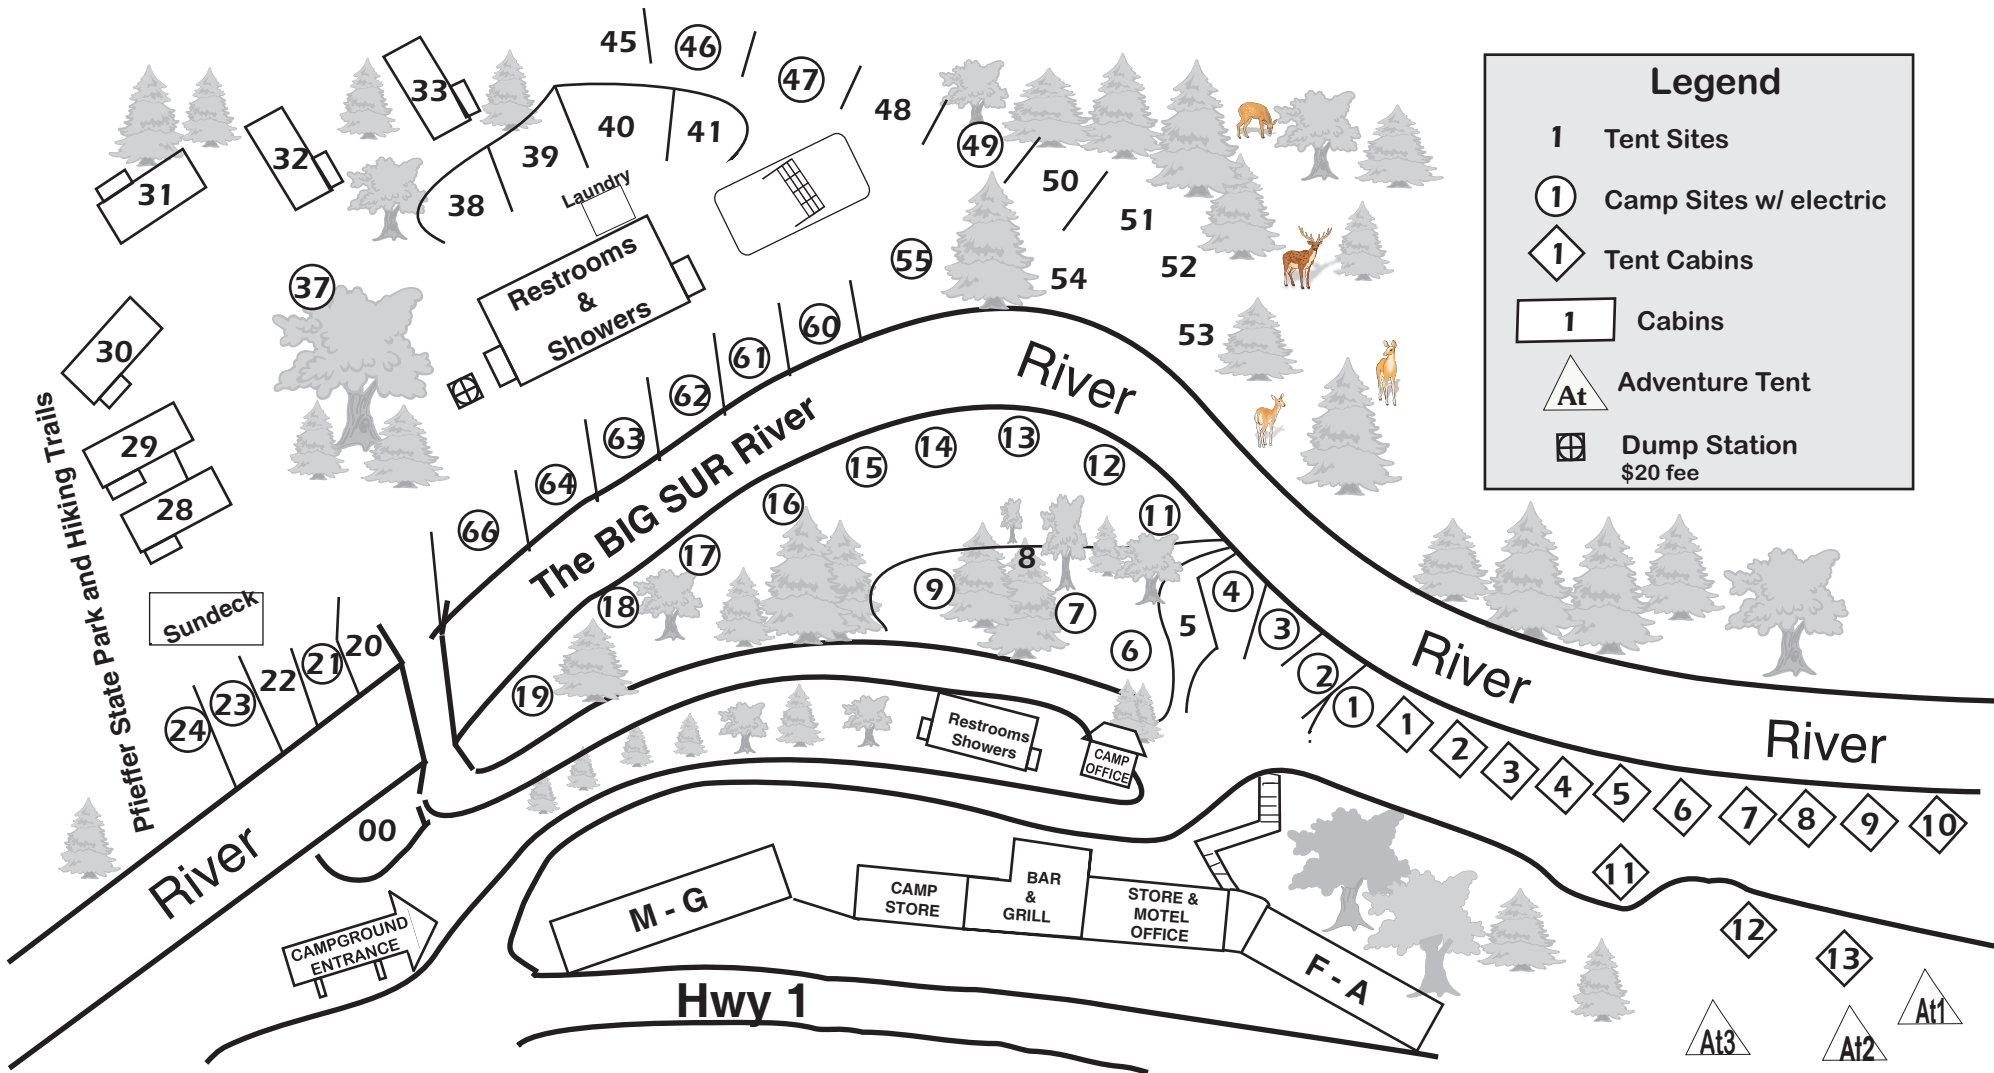 45
46
47
48
49
50
51
52
53
54
55
33
32
31
38
39
40
41
Laundry
Restrooms
&
Showers
37
30
29
28
Pfieffer State Park and Hiking Trails
Sundeck
60
61
62
63
64
66
20
21
22
23
24
The BIG SUR River
River
River
River
River
19
18
17
16
15
14
13
12
11
9
8
7
6
5
4
3
2
1
Restrooms
Showers
CAMP
OFFICE
1
2
3
4
5
6
7
8
9
10
11
12
13
At1
At2
At3
00
CAMPGROUND
ENTRANCE
M - G
CAMP
STORE
BAR
&
GRILL
STORE &
MOTEL
OFFICE
F - A
Hwy 1
Legend
1 Tent Sites
1 Camp Sites w/ electric
1 Tent Cabins
1 Cabins
At Adventure Tent
Dump Station
$20 fee